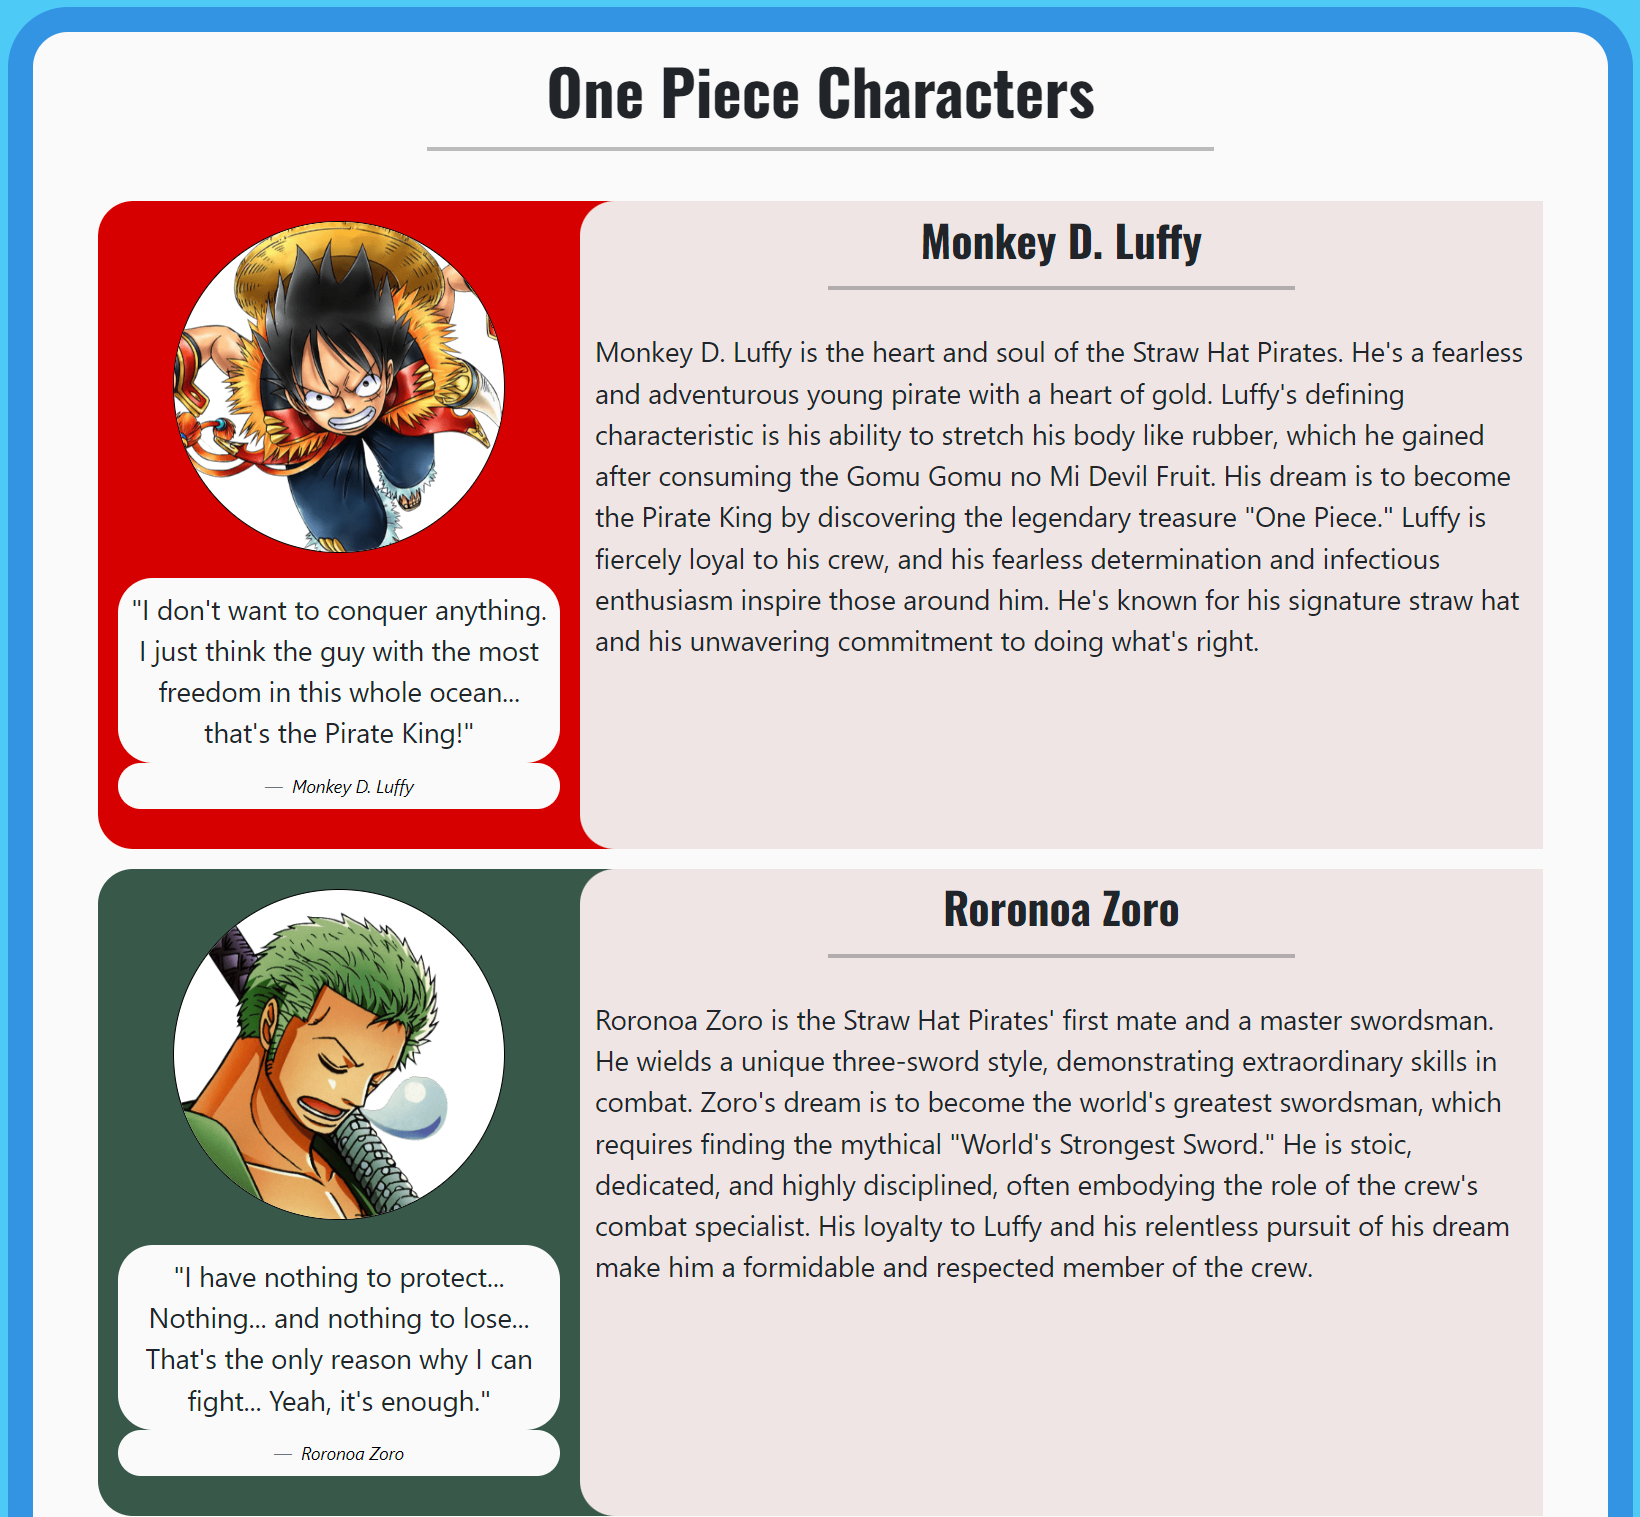 One Piece Characters
"I don't want to conquer anything.
I just think the guy with the most
freedom in this whole ocean...
that's the Pirate King!"
— Monkey D. Luffy
Monkey D. Luffy
Monkey D. Luffy is the heart and soul of the Straw Hat Pirates. He's a fearless
and adventurous young pirate with a heart of gold. Luffy's defining
characteristic is his ability to stretch his body like rubber, which he gained
after consuming the Gomu Gomu no Mi Devil Fruit. His dream is to become
the Pirate King by discovering the legendary treasure "One Piece." Luffy is
fiercely loyal to his crew, and his fearless determination and infectious
enthusiasm inspire those around him. He's known for his signature straw hat
and his unwavering commitment to doing what's right.
"I have nothing to protect...
Nothing... and nothing to lose...
That's the only reason why I can
fight... Yeah, it's enough."
— Roronoa Zoro
Roronoa Zoro
Roronoa Zoro is the Straw Hat Pirates' first mate and a master swordsman.
He wields a unique three-sword style, demonstrating extraordinary skills in
combat. Zoro's dream is to become the world's greatest swordsman, which
requires finding the mythical "World's Strongest Sword." He is stoic,
dedicated, and highly disciplined, often embodying the role of the crew's
combat specialist. His loyalty to Luffy and his relentless pursuit of his dream
make him a formidable and respected member of the crew.